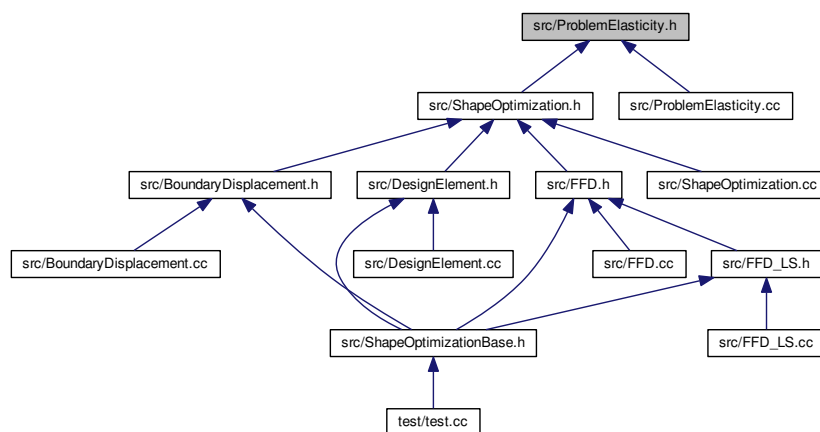 src/ProblemElasticity.h
src/ShapeOptimization.h
src/ProblemElasticity.cc
src/BoundaryDisplacement.h
src/DesignElement.h
src/FFD.h
src/ShapeOptimization.cc
src/BoundaryDisplacement.cc
src/DesignElement.cc
src/FFD.cc
src/FFD_LS.h
src/ShapeOptimizationBase.h
src/FFD_LS.cc
test/test.cc